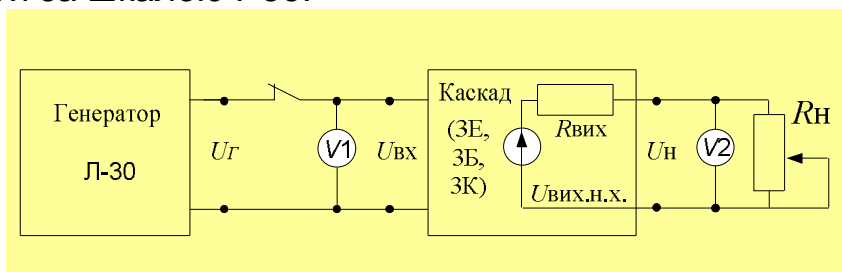 Генератор
Л-30
UГ
V1
Uвх
Каскад
(ЗЕ,
ЗБ,
ЗК)
Rвих
Uвих.н.х.
Uн
V2
Rн